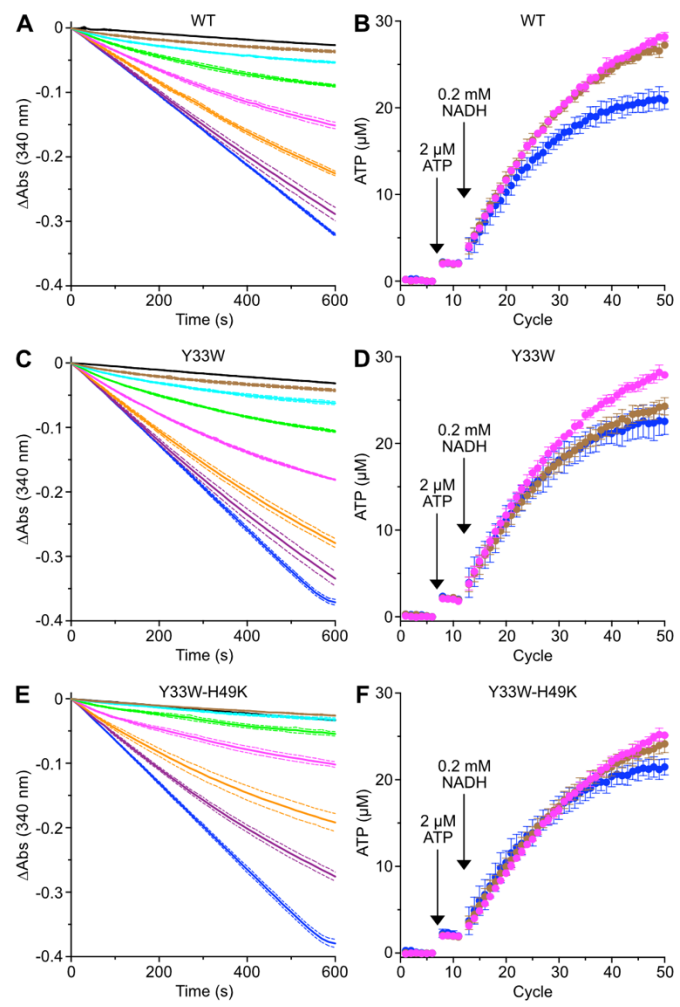 A WT
0
-0.1
-0.2
-0.3
-0.4
ΔAbs (340 nm)
0 200 400 600
Time (s)
B WT
30
20
10
0
ATP (μM)
0.2 mM
NADH
2 μM
ATP
0 10 20 30 40 50
Cycle
C Y33W
0
-0.1
-0.2
-0.3
-0.4
ΔAbs (340 nm)
0 200 400 600
Time (s)
D Y33W
30
20
10
0
ATP (μM)
0.2 mM
NADH
2 μM
ATP
0 10 20 30 40 50
Cycle
E Y33W-H49K
0
-0.1
-0.2
-0.3
-0.4
ΔAbs (340 nm)
0 200 400 600
Time (s)
F Y33W-H49K
30
20
10
0
ATP (μM)
0.2 mM
NADH
2 μM
ATP
0 10 20 30 40 50
Cycle